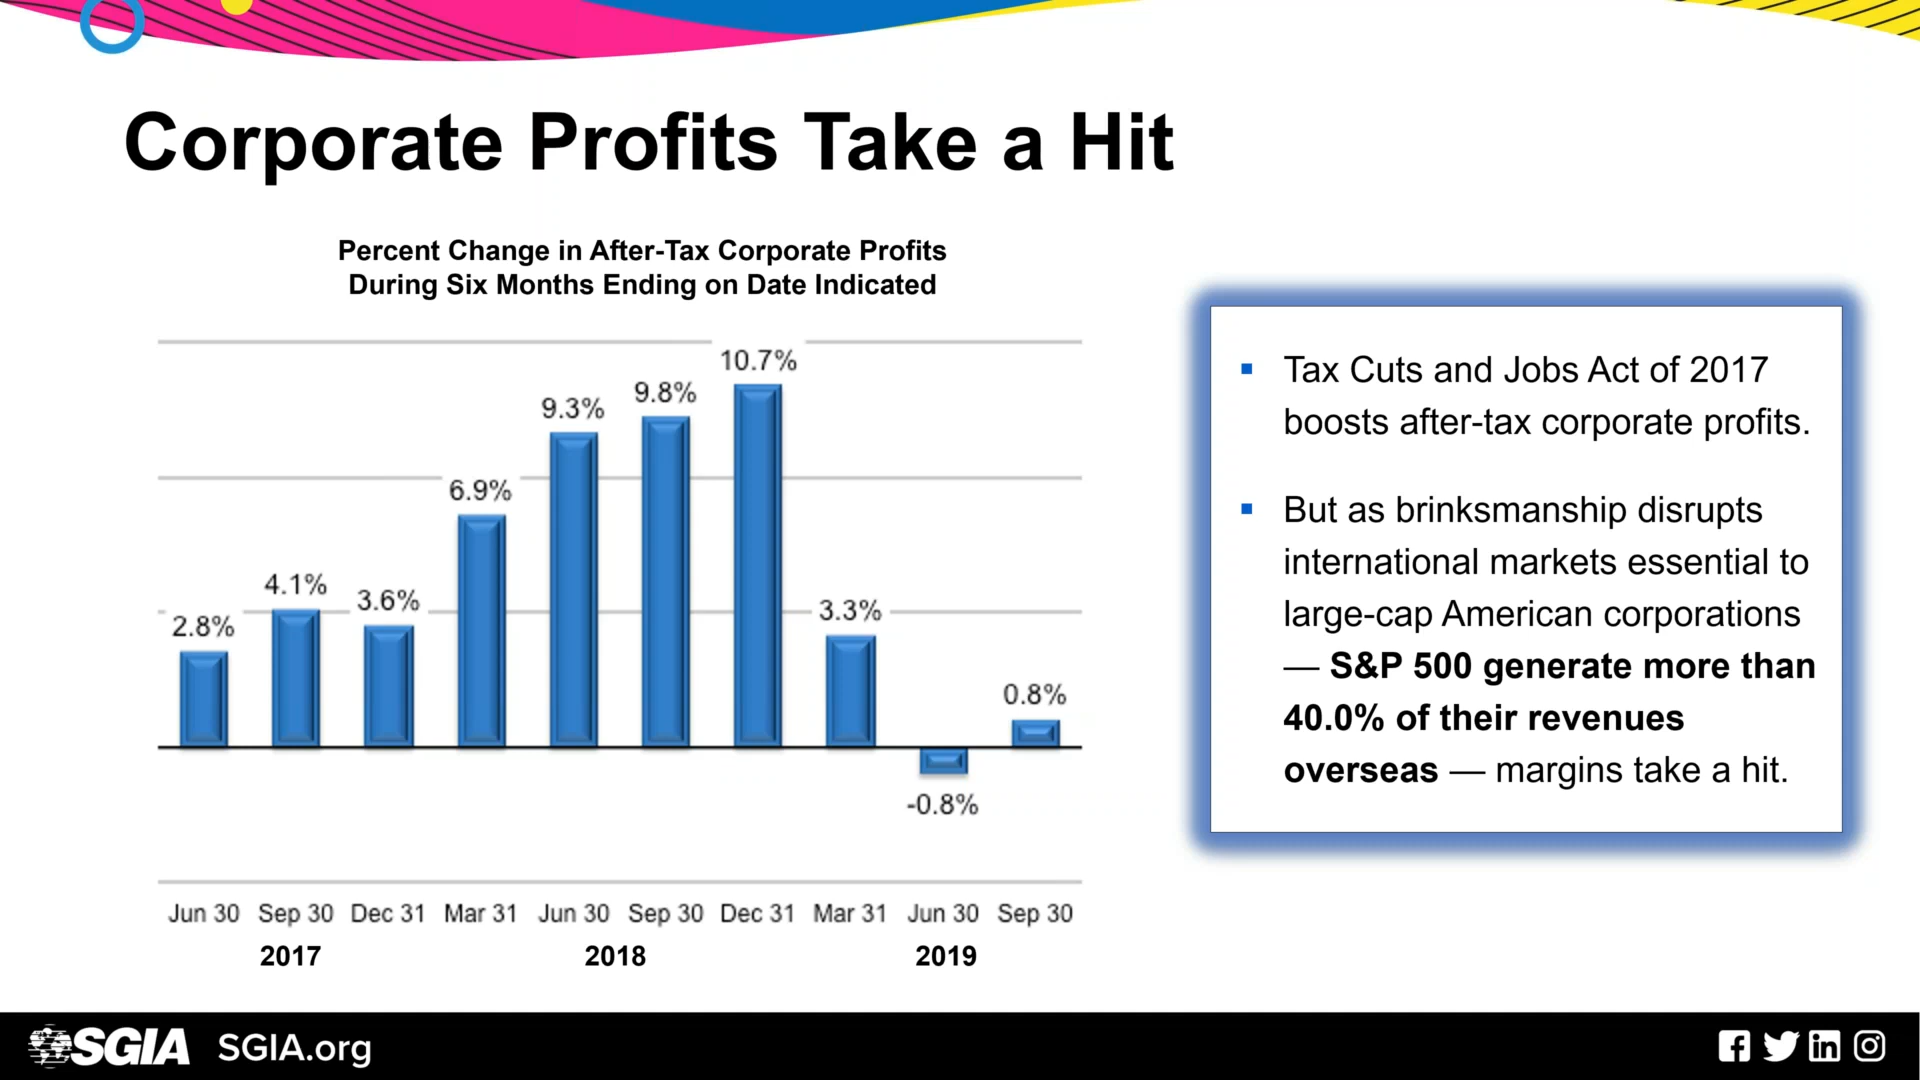 Corporate Profits Take a Hit
Percent Change in After-Tax Corporate Profits
During Six Months Ending on Date Indicated
2.8%
4.1%
3.6%
6.9%
9.3%
9.8%
10.7%
3.3%
-0.8%
0.8%
Jun 30 Sep 30 Dec 31 Mar 31 Jun 30 Sep 30 Dec 31 Mar 31 Jun 30 Sep 30
2017 2018 2019
▪ Tax Cuts and Jobs Act of 2017
boosts after-tax corporate profits.
▪ But as brinksmanship disrupts
international markets essential to
large-cap American corporations
— S&P 500 generate more than
40.0% of their revenues
overseas — margins take a hit.
SGIA SGIA.org